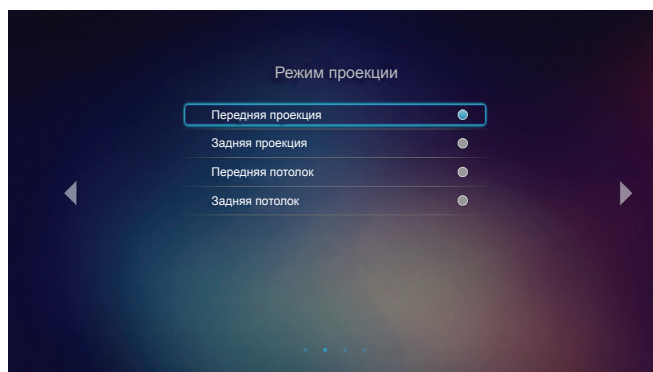 Режим проекции
Передняя проекция
Задняя проекция
Передняя потолок
Задняя потолок